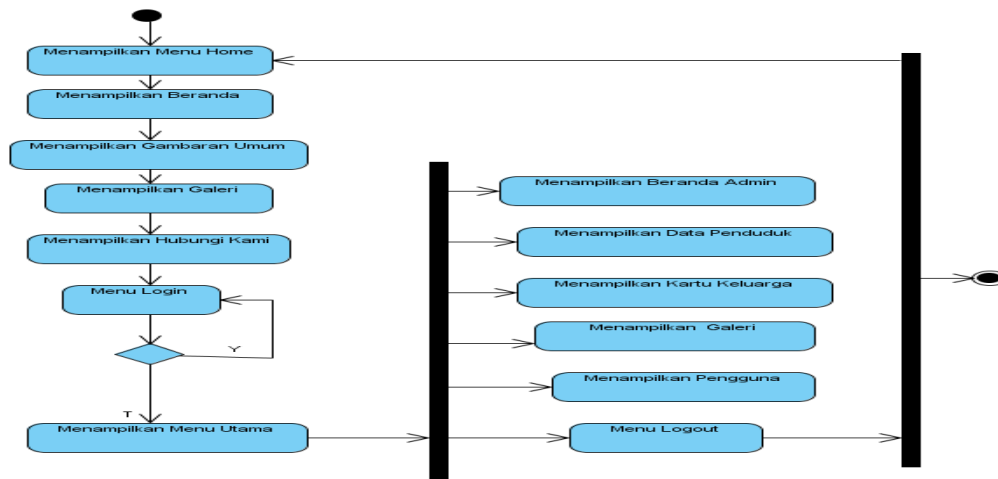 Menampilkan Menu Home
Menampilkan Beranda
Menampilkan Gambaran Umum
Menampilkan Galeri
Menampilkan Hubungi Kami
Menu Login
Y
T
Menampilkan Menu Utama
Menampilkan Beranda Admin
Menampilkan Data Penduduk
Menampilkan Kartu Keluarga
Menampilkan Galeri
Menampilkan Pengguna
Menu Logout